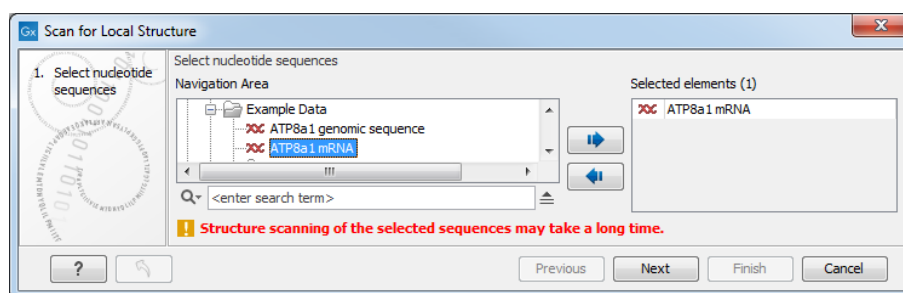 Gx Scan for Local Structure
X
1. Select nucleotide
sequences
Select nucleotide sequences
Navigation Area
Example Data
ATP8a1 genomic sequence
ATP8a1 mRNA
<enter search term>
Structure scanning of the selected sequences may take a long time.
Selected elements (1)
ATP8a1 mRNA
?
Previous
Next
Finish
Cancel